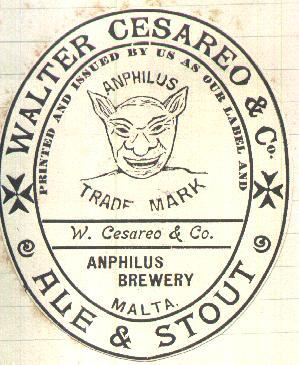 WALTER CESAREO & Co.
PRINTED AND ISSUED BY US AS OUR LABEL AND
ANPHILUS
TRADE MARK
W. Cesareo & Co.
ANPHILUS
BREWERY
MALTA.
ALE & STOUT